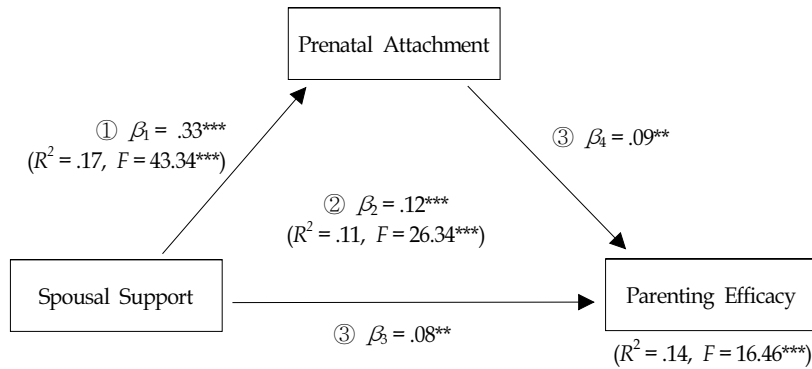 Prenatal Attachment
① β₁ = .33***
(R² = .17, F = 43.34***)
③ β₄ = .09**
② β₂ = .12***
(R² = .11, F = 26.34***)
Spousal Support
Parenting Efficacy
③ β₃ = .08**
(R² = .14, F = 16.46***)